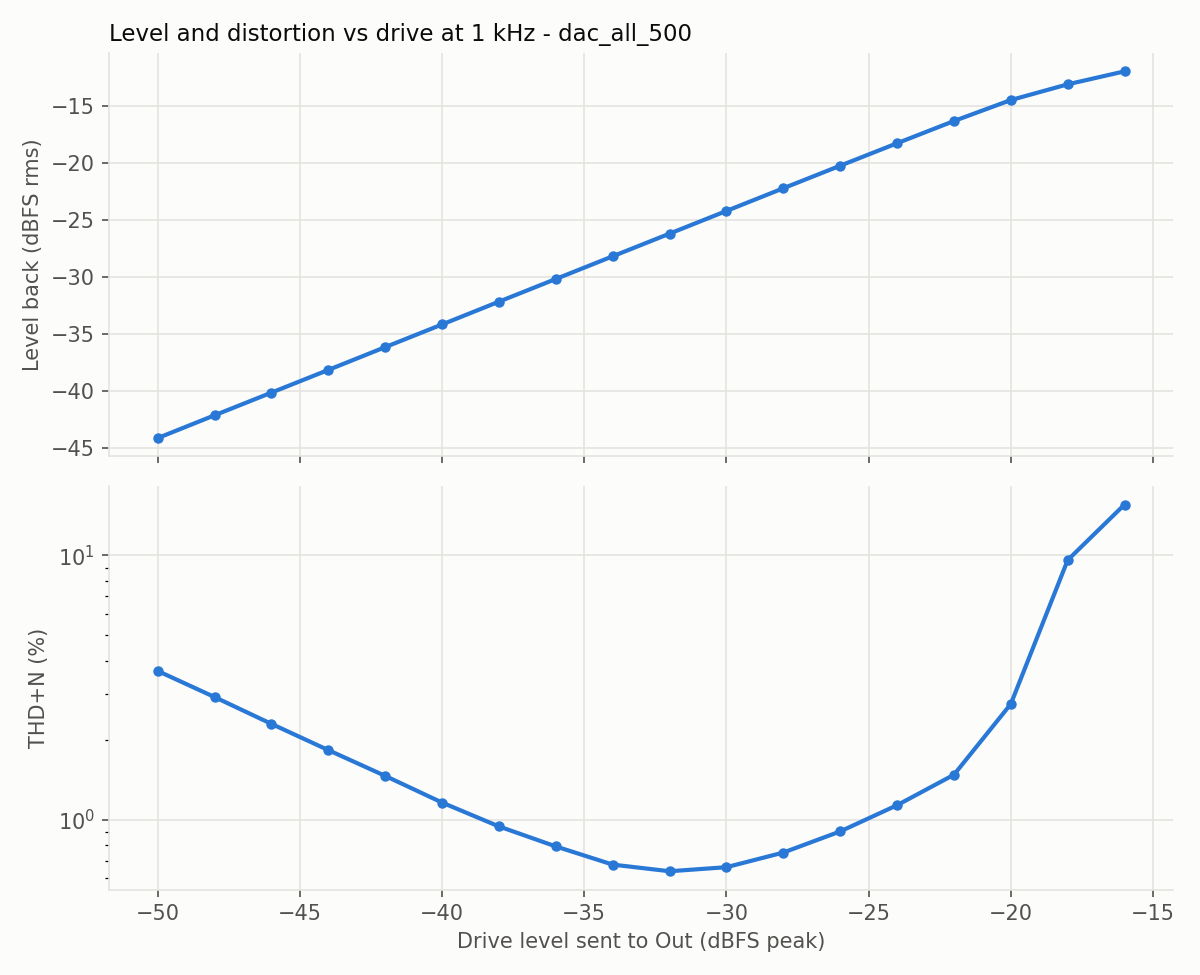 Level and distortion vs drive at 1 kHz - dac_all_500
Level back (dBFS rms)
−15
−20
−25
−30
−35
−40
−45
THD+N (%)
10¹
10⁰
−50 −45 −40 −35 −30 −25 −20 −15
Drive level sent to Out (dBFS peak)